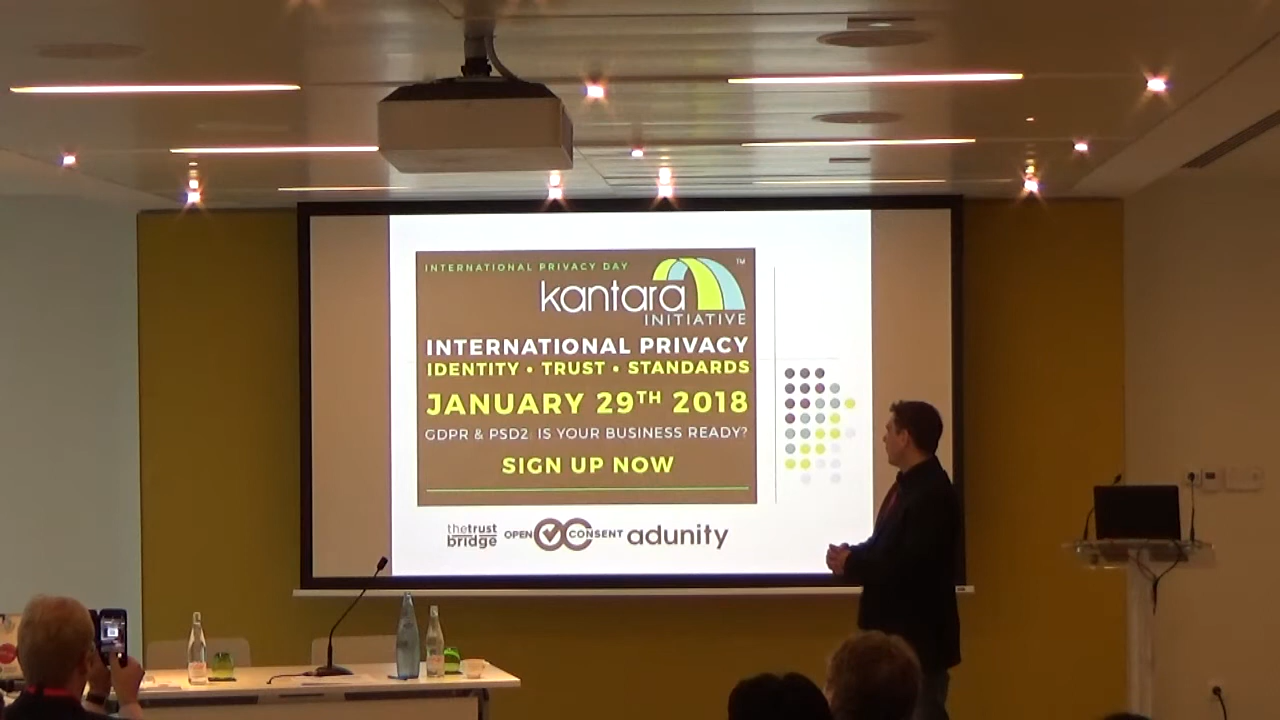 INTERNATIONAL PRIVACY DAY
TM
kantara
INITIATIVE
INTERNATIONAL PRIVACY
IDENTITY • TRUST • STANDARDS
JANUARY 29TH 2018
GDPR & PSD2: IS YOUR BUSINESS READY?
SIGN UP NOW
thetrust
bridge
OPEN CONSENT
adunity